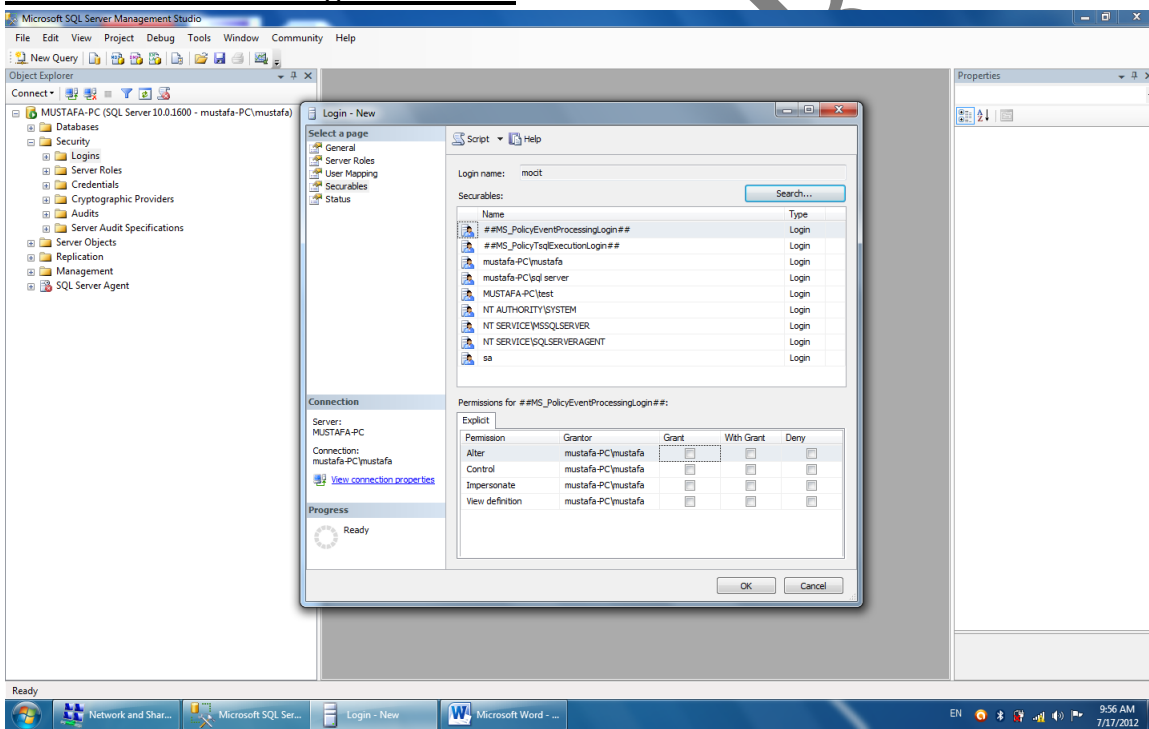 Microsoft SQL Server Management Studio
File Edit View Project Debug Tools Window Community Help
New Query
Object Explorer
Properties
Connect
MUSTAFA-PC (SQL Server 10.0.1600 - mustafa-PC\mustafa)
Databases
Security
Logins
Server Roles
Credentials
Cryptographic Providers
Audits
Server Audit Specifications
Server Objects
Replication
Management
SQL Server Agent
Login - New
Select a page
General
Server Roles
User Mapping
Securables
Status
Script Help
Login name: mocit
Securables: Search...
Name Type
##MS_PolicyEventProcessingLogin## Login
##MS_PolicyTsqlExecutionLogin## Login
mustafa-PC\mustafa Login
mustafa-PC\sql server Login
MUSTAFA-PC\test Login
NT AUTHORITY\SYSTEM Login
NT SERVICE\MSSQLSERVER Login
NT SERVICE\SQLSERVERAGENT Login
sa Login
Connection
Server:
MUSTAFA-PC
Connection:
mustafa-PC\mustafa
View connection properties
Progress
Ready
Permissions for ##MS_PolicyEventProcessingLogin##:
Explicit
Permission Grantor Grant With Grant Deny
Alter mustafa-PC\mustafa
Control mustafa-PC\mustafa
Impersonate mustafa-PC\mustafa
View definition mustafa-PC\mustafa
OK Cancel
Ready
Network and Shar... Microsoft SQL Ser... Login - New Microsoft Word - ...
EN 9:56 AM
7/17/2012